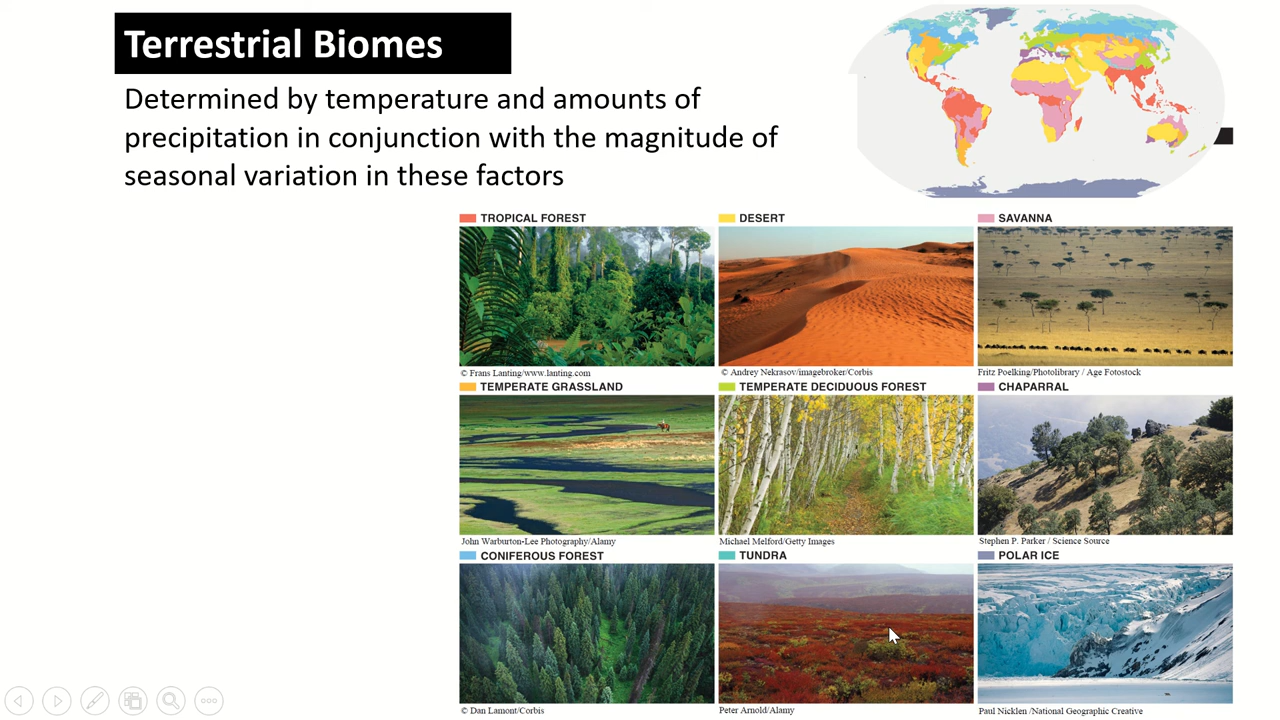 Terrestrial Biomes
Determined by temperature and amounts of
precipitation in conjunction with the magnitude of
seasonal variation in these factors
TROPICAL FOREST
DESERT
SAVANNA
© Frans Lanting/www.lanting.com
© Andrey Nekrasov/imagebroker/Corbis
Fritz Poelking/Photolibrary / Age Fotostock
TEMPERATE GRASSLAND
TEMPERATE DECIDUOUS FOREST
CHAPARRAL
John Warburton-Lee Photography/Alamy
Michael Melford/Getty Images
Stephen P. Parker / Science Source
CONIFEROUS FOREST
TUNDRA
POLAR ICE
© Dan Lamont/Corbis
Peter Arnold/Alamy
Paul Nicklen /National Geographic Creative